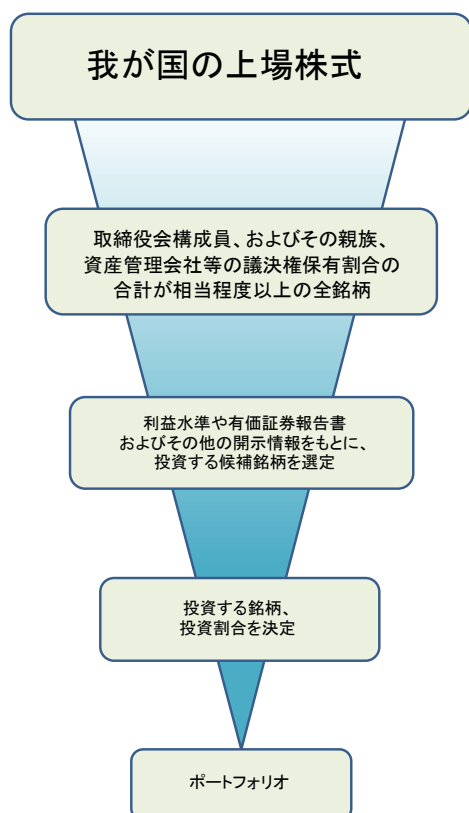 我が国の上場株式
取締役会構成員、およびその親族、
資産管理会社等の議決権保有割合の
合計が相当程度以上の全銘柄
利益水準や有価証券報告書
およびその他の開示情報をもとに、
投資する候補銘柄を選定
投資する銘柄、
投資割合を決定
ポートフォリオ